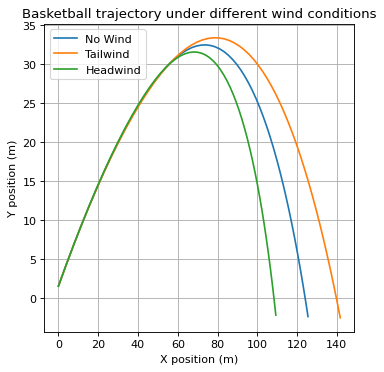 Basketball trajectory under different wind conditions
35
30
25
20
15
10
5
0
Y position (m)
No Wind
Tailwind
Headwind
0 20 40 60 80 100 120 140
X position (m)